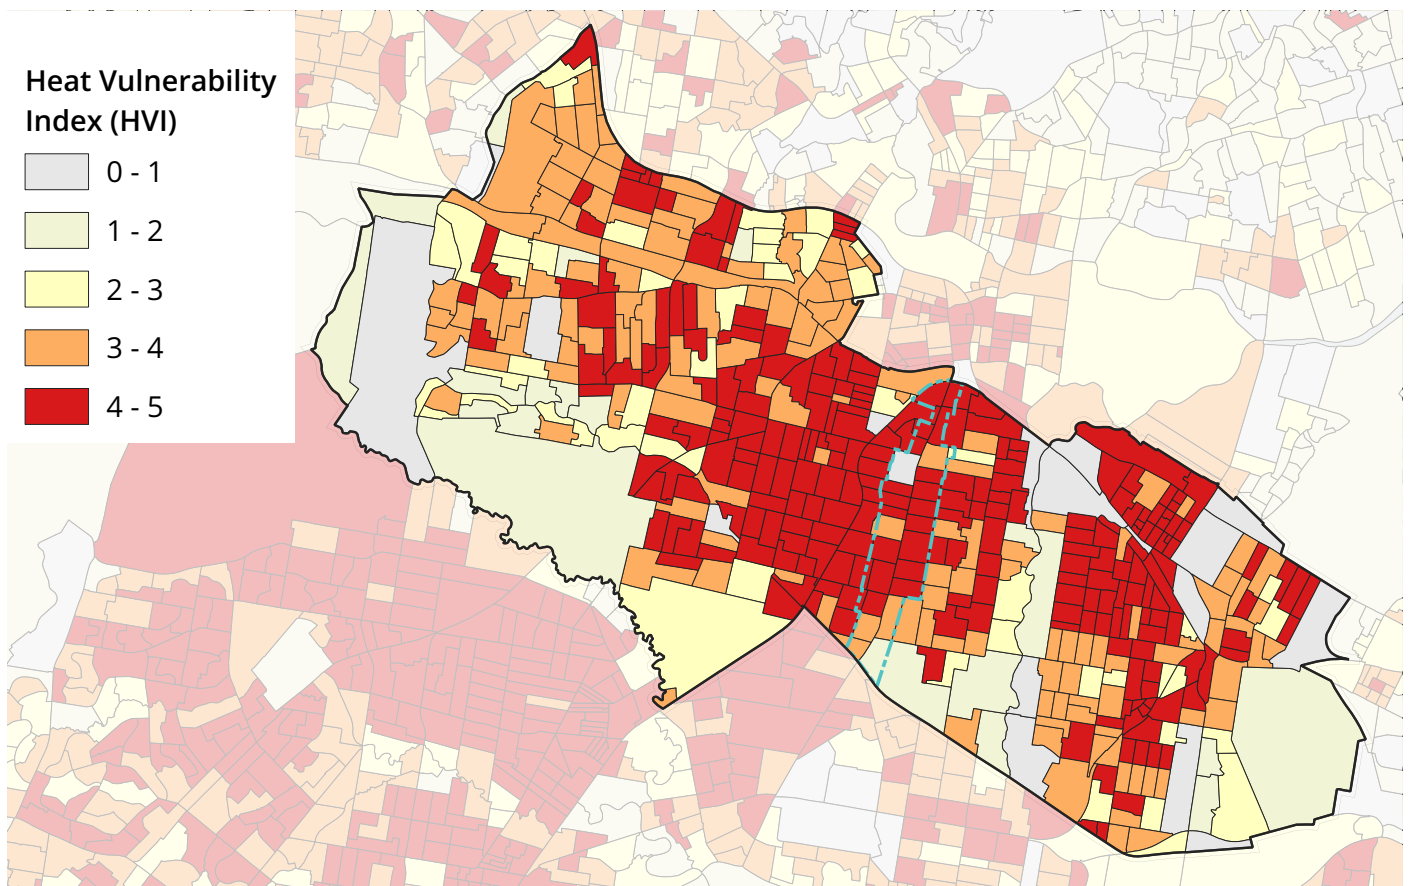 Heat Vulnerability
Index (HVI)
0 - 1
1 - 2
2 - 3
3 - 4
4 - 5